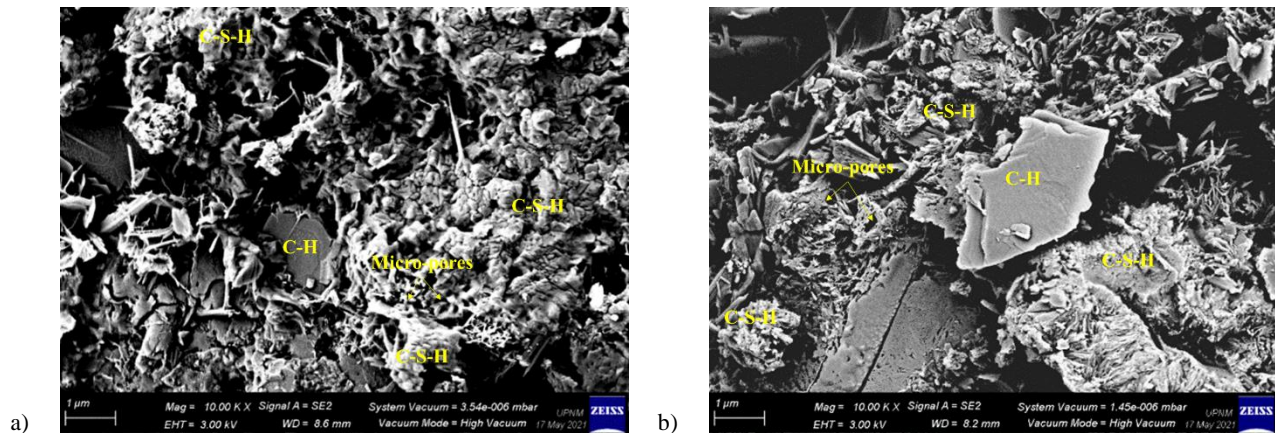 C-S-H
C-S-H
C-H
Micro-pores
C-S-H
1 µm
Mag = 10.00 K X Signal A = SE2 System Vacuum = 3.54e-006 mbar
UPNM
EHT = 3.00 kV WD = 8.6 mm Vacuum Mode = High Vacuum
17 May 2021
ZEISS
a)
C-S-H
Micro-pores
C-H
C-S-H
C-S-H
1 µm
Mag = 10.00 K X Signal A = SE2 System Vacuum = 1.45e-006 mbar
UPNM
EHT = 3.00 kV WD = 8.2 mm Vacuum Mode = High Vacuum
17 May 2021
ZEISS
b)